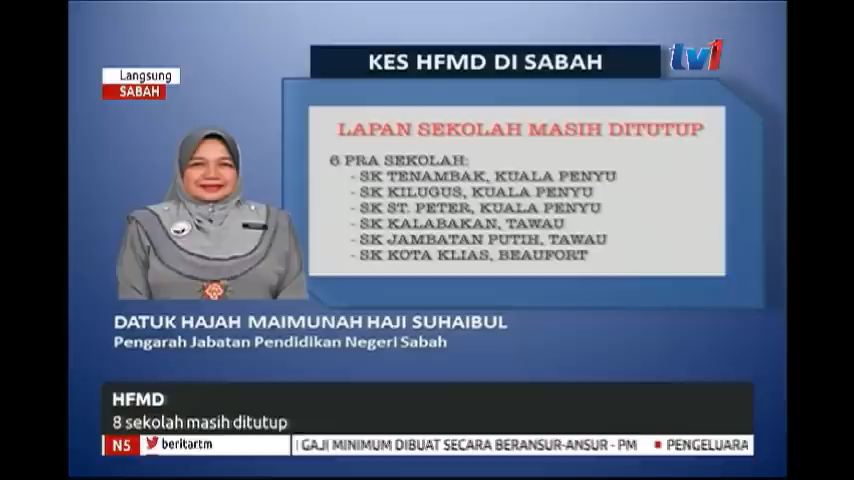 KES HFMD DI SABAH
tv1
Langsung
SABAH
LAPAN SEKOLAH MASIH DITUTUP
6 PRA SEKOLAH:
- SK TENAMBAK, KUALA PENYU
- SK KILUGUS, KUALA PENYU
- SK ST. PETER, KUALA PENYU
- SK KALABAKAN, TAWAU
- SK JAMBATAN PUTIH, TAWAU
- SK KOTA KLIAS, BEAUFORT
DATUK HAJAH MAIMUNAH HAJI SUHAIBUL
Pengarah Jabatan Pendidikan Negeri Sabah
HFMD
8 sekolah masih ditutup
N5 beritartm GAJI MINIMUM DIBUAT SECARA BERANSUR-ANSUR - PM ▪ PENGELUARA